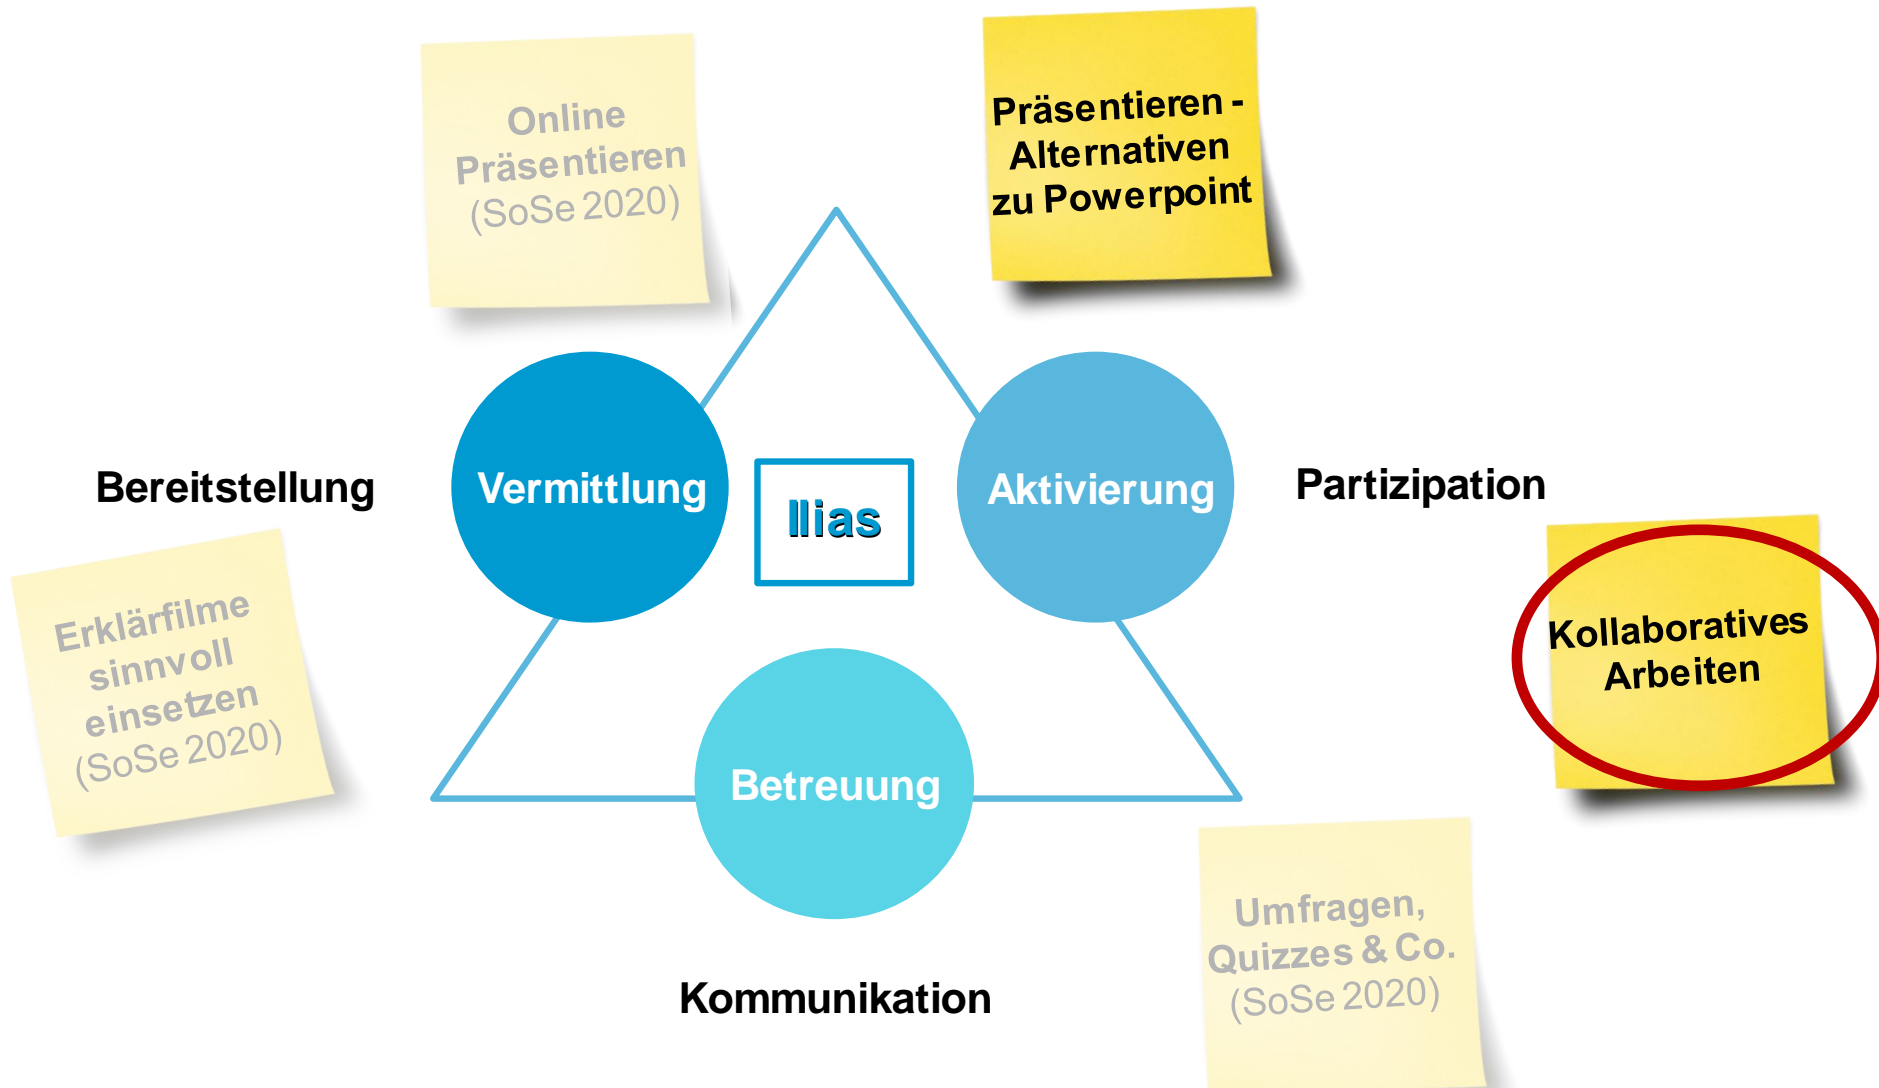 Online
Präsentieren
(SoSe 2020)
Präsentieren -
Alternativen
zu Powerpoint
Bereitstellung
Vermittlung
Ilias
Aktivierung
Partizipation
Erklärfilme
sinnvoll
einsetzen
(SoSe 2020)
Kollaboratives
Arbeiten
Betreuung
Umfragen,
Quizzes & Co.
(SoSe 2020)
Kommunikation